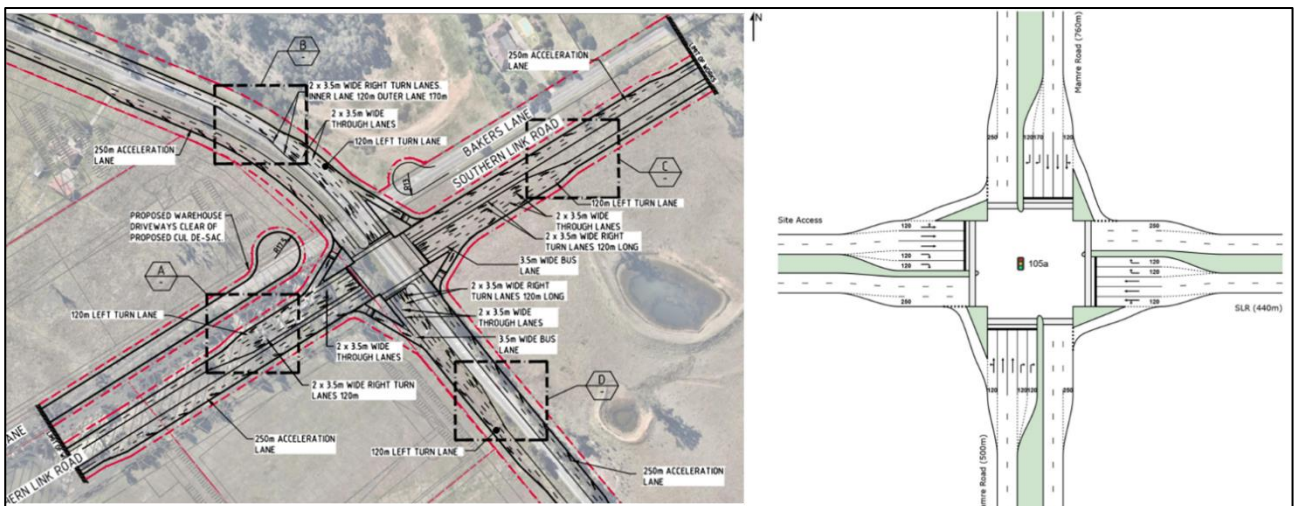 B
250m ACCELERATION
LANE
LIMIT OF WORKS
2 x 3.5m WIDE RIGHT TURN LANES.
INNER LANE 120m OUTER LANE 170m
2 x 3.5m WIDE
THROUGH LANES
120m LEFT TURN LANE
250m ACCELERATION
LANE
BAKERS LANE
SOUTHERN LINK ROAD
C
120m LEFT TURN LANE
2 x 3.5m WIDE
THROUGH LANES
2 x 3.5m WIDE RIGHT
TURN LANES 120m LONG
3.5m WIDE BUS
LANE
PROPOSED WAREHOUSE
DRIVEWAYS CLEAR OF
PROPOSED CUL DE-SAC.
A
120m LEFT TURN LANE
2 x 3.5m WIDE RIGHT
TURN LANES 120m LONG
2 x 3.5m WIDE
THROUGH LANES
3.5m WIDE BUS
LANE
2 x 3.5m WIDE
THROUGH LANES
2 x 3.5m WIDE RIGHT TURN
LANES 120m
D
250m ACCELERATION
LANE
120m LEFT TURN LANE
250m ACCELERATION
LANE
ANE
HERN LINK ROAD
N
Mamre Road (760m)
250
120
170
120
Site Access
120
120
120
250
105a
250
120
120
120
SLR (440m)
120
120
120
250
amre Road (500m)